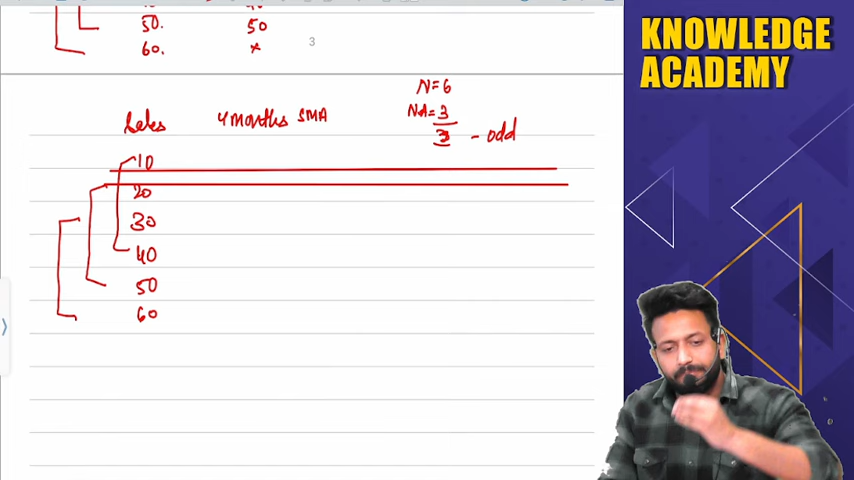 50. 50
60. *
3
KNOWLEDGE
ACADEMY
N=6
Sales 4 months SMA NA=3
3 - odd
10
20
30
40
50
60